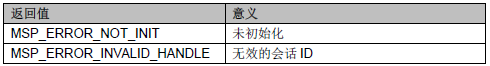 返回值 意义
MSP_ERROR_NOT_INIT 未初始化
MSP_ERROR_INVALID_HANDLE 无效的会话 ID